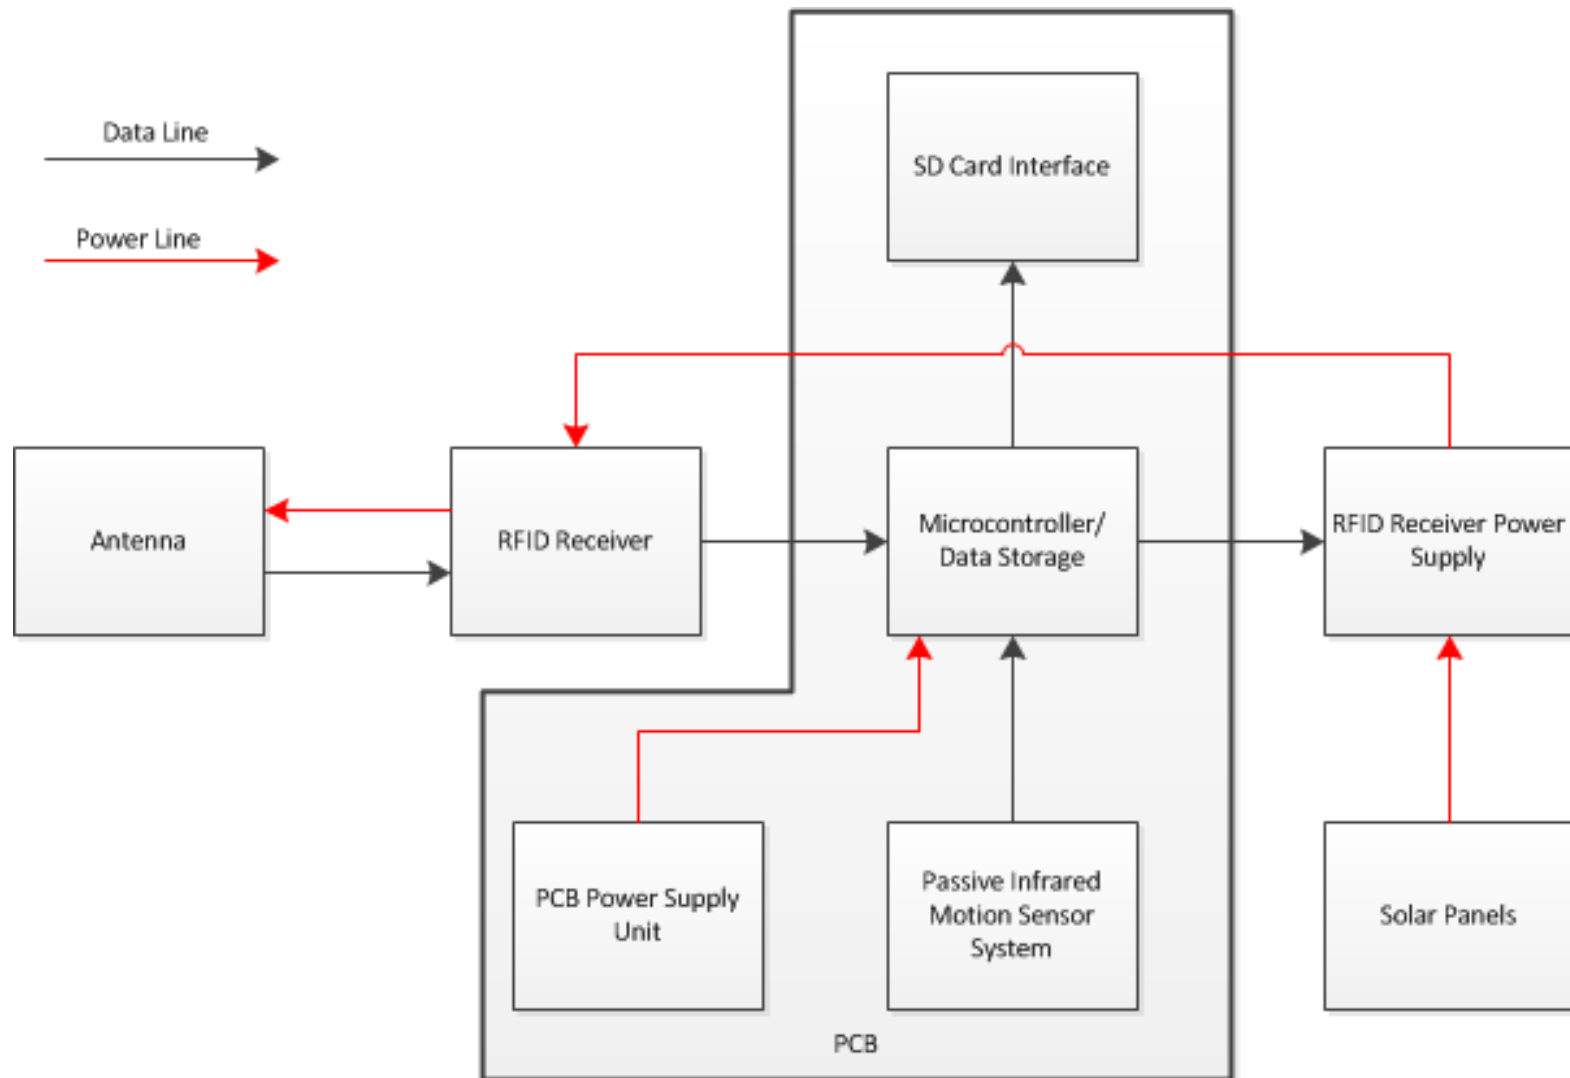 Data Line
Power Line
SD Card Interface
Antenna
RFID Receiver
Microcontroller/
Data Storage
RFID Receiver Power
Supply
PCB Power Supply
Unit
Passive Infrared
Motion Sensor
System
Solar Panels
PCB